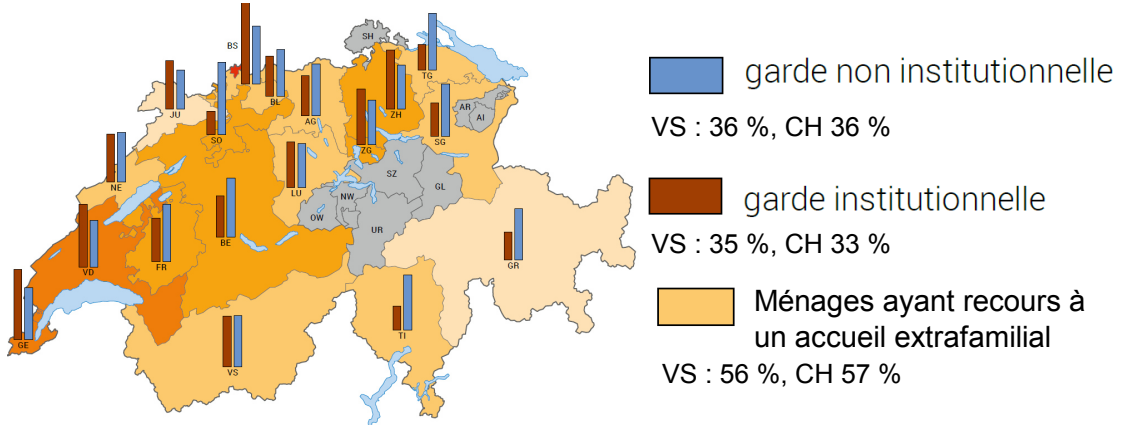 SH
BS
TG
BL
JU
AG
ZH
AR
AI
SO
SG
ZG
NE
LU
SZ
GL
NW
OW
BE
UR
FR
VD
GR
GE
TI
VS
garde non institutionnelle
VS : 36 %, CH 36 %
garde institutionnelle
VS : 35 %, CH 33 %
Ménages ayant recours à
un accueil extrafamilial
VS : 56 %, CH 57 %